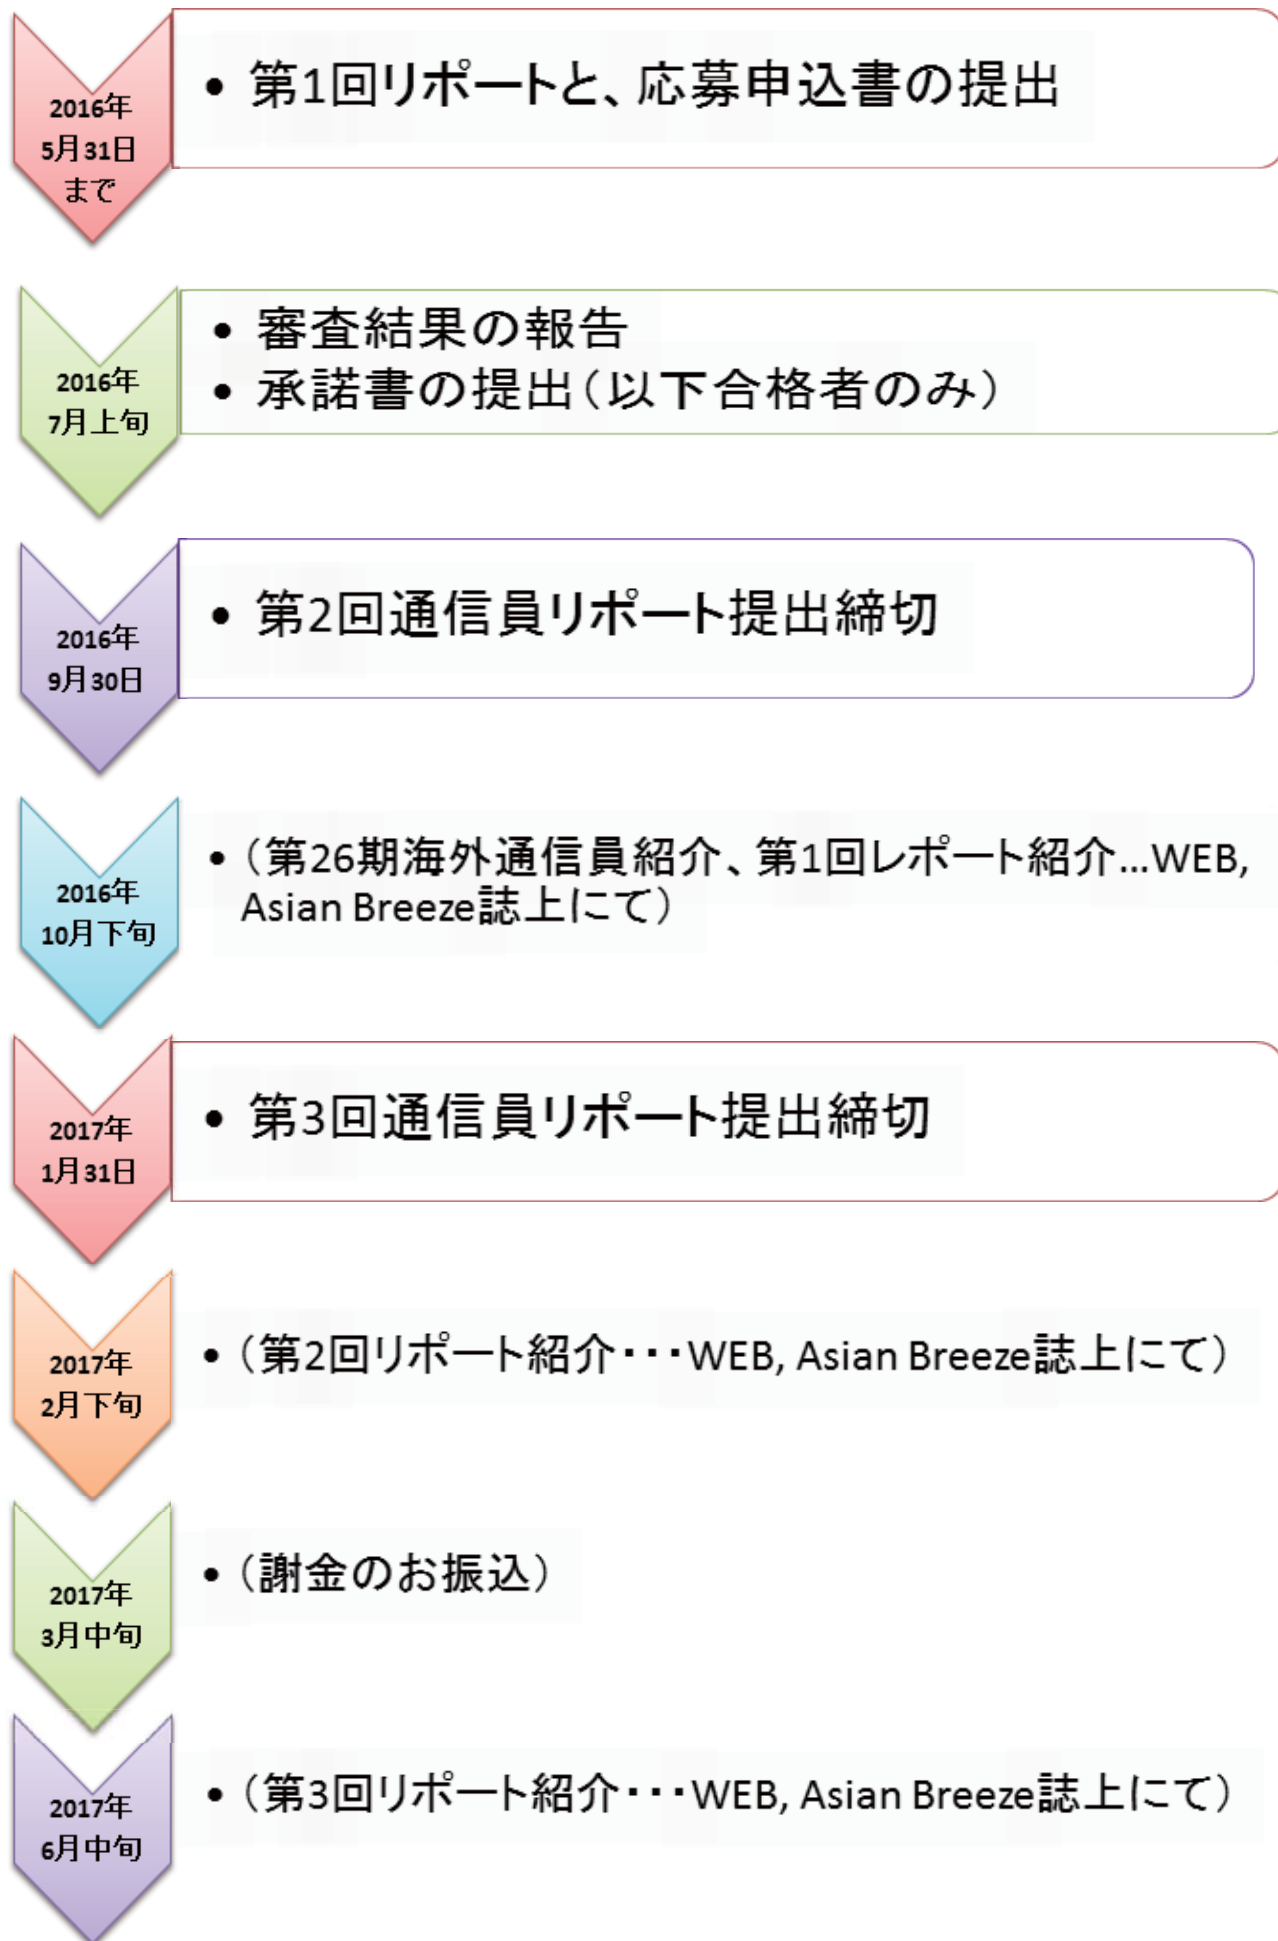 2016年
5月31日
まで
• 第1回リポートと、応募申込書の提出
2016年
7月上旬
• 審査結果の報告
• 承諾書の提出（以下合格者のみ）
2016年
9月30日
• 第2回通信員リポート提出締切
2016年
10月下旬
• （第26期海外通信員紹介、第1回レポート紹介…WEB,
Asian Breeze誌上にて）
2017年
1月31日
• 第3回通信員リポート提出締切
2017年
2月下旬
• （第2回リポート紹介・・・WEB, Asian Breeze誌上にて）
2017年
3月中旬
• （謝金のお振込）
2017年
6月中旬
• （第3回リポート紹介・・・WEB, Asian Breeze誌上にて）